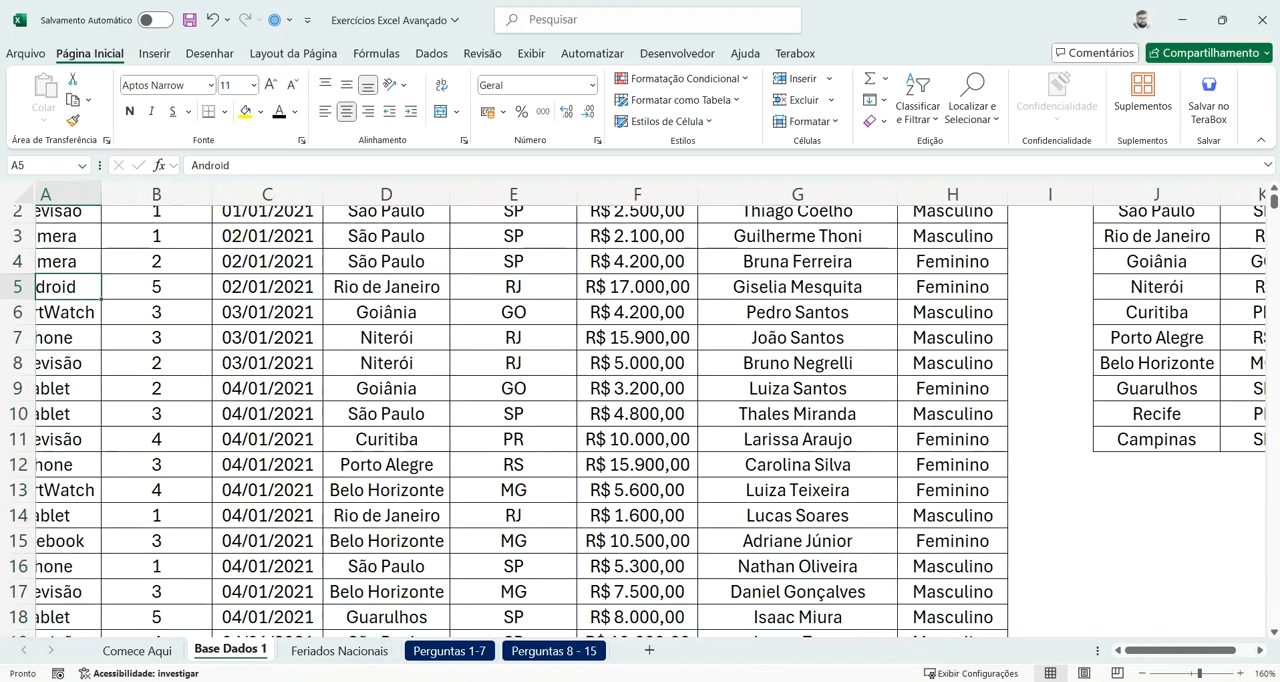 Salvamento Automático
Exercícios Excel Avançado
Pesquisar
Arquivo Página Inicial Inserir Desenhar Layout da Página Fórmulas Dados Revisão Exibir Automatizar Desenvolvedor Ajuda Terabox Comentários Compartilhamento
Colar
Área de Transferência
Aptos Narrow 11
N I S
Fonte
Alinhamento
Geral
% 000
Número
Formatação Condicional
Formatar como Tabela
Estilos de Célula
Estilos
Inserir
Excluir
Formatar
Células
Classificar e Filtrar
Localizar e Selecionar
Edição
Confidencialidade
Confidencialidade
Suplementos
Suplementos
Salvar no TeraBox
Salvar
A5 fx Android
A B C D E F G H I J K
2 evisão 1 01/01/2021 São Paulo SP R$ 2.500,00 Thiago Coelho Masculino São Paulo
3 mera 1 02/01/2021 São Paulo SP R$ 2.100,00 Guilherme Thoni Masculino Rio de Janeiro
4 mera 2 02/01/2021 São Paulo SP R$ 4.200,00 Bruna Ferreira Feminino Goiânia
5 droid 5 02/01/2021 Rio de Janeiro RJ R$ 17.000,00 Giselia Mesquita Feminino Niterói
6 tWatch 3 03/01/2021 Goiânia GO R$ 4.200,00 Pedro Santos Masculino Curitiba
7 hone 3 03/01/2021 Niterói RJ R$ 15.900,00 João Santos Masculino Porto Alegre
8 evisão 2 03/01/2021 Niterói RJ R$ 5.000,00 Bruno Negrelli Masculino Belo Horizonte
9 ablet 2 04/01/2021 Goiânia GO R$ 3.200,00 Luiza Santos Feminino Guarulhos
10 ablet 3 04/01/2021 São Paulo SP R$ 4.800,00 Thales Miranda Masculino Recife
11 evisão 4 04/01/2021 Curitiba PR R$ 10.000,00 Larissa Araujo Feminino Campinas
12 hone 3 04/01/2021 Porto Alegre RS R$ 15.900,00 Carolina Silva Feminino
13 tWatch 4 04/01/2021 Belo Horizonte MG R$ 5.600,00 Luiza Teixeira Feminino
14 ablet 1 04/01/2021 Rio de Janeiro RJ R$ 1.600,00 Lucas Soares Masculino
15 ebook 3 04/01/2021 Belo Horizonte MG R$ 10.500,00 Adriane Júnior Feminino
16 hone 1 04/01/2021 São Paulo SP R$ 5.300,00 Nathan Oliveira Masculino
17 evisão 3 04/01/2021 Belo Horizonte MG R$ 7.500,00 Daniel Gonçalves Masculino
18 ablet 5 04/01/2021 Guarulhos SP R$ 8.000,00 Isaac Miura Masculino
Comece Aqui Base Dados 1 Feriados Nacionais Perguntas 1-7 Perguntas 8 - 15
Pronto Acessibilidade: investigar Exibir Configurações 160%